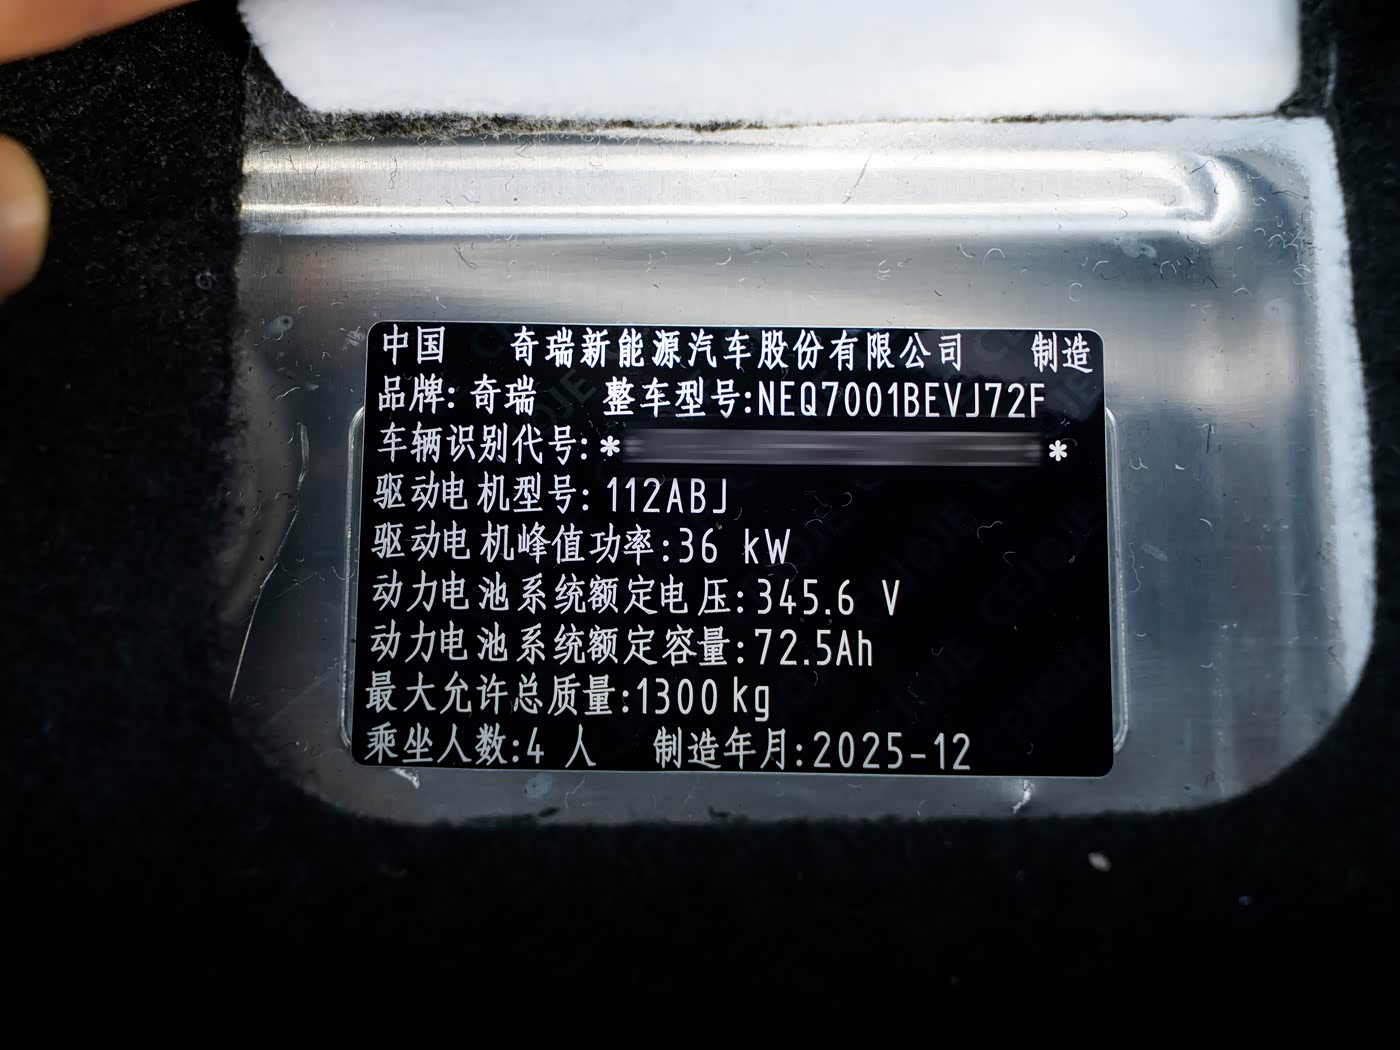 中国 奇瑞新能源汽车股份有限公司 制造
品牌: 奇瑞 整车型号:NEQ7001BEVJ72F
车辆识别代号: * *
驱动电机型号: 112ABJ
驱动电机峰值功率:36 kW
动力电池系统额定电压:345.6 V
动力电池系统额定容量:72.5Ah
最大允许总质量:1300 kg
乘坐人数:4 人 制造年月:2025-12